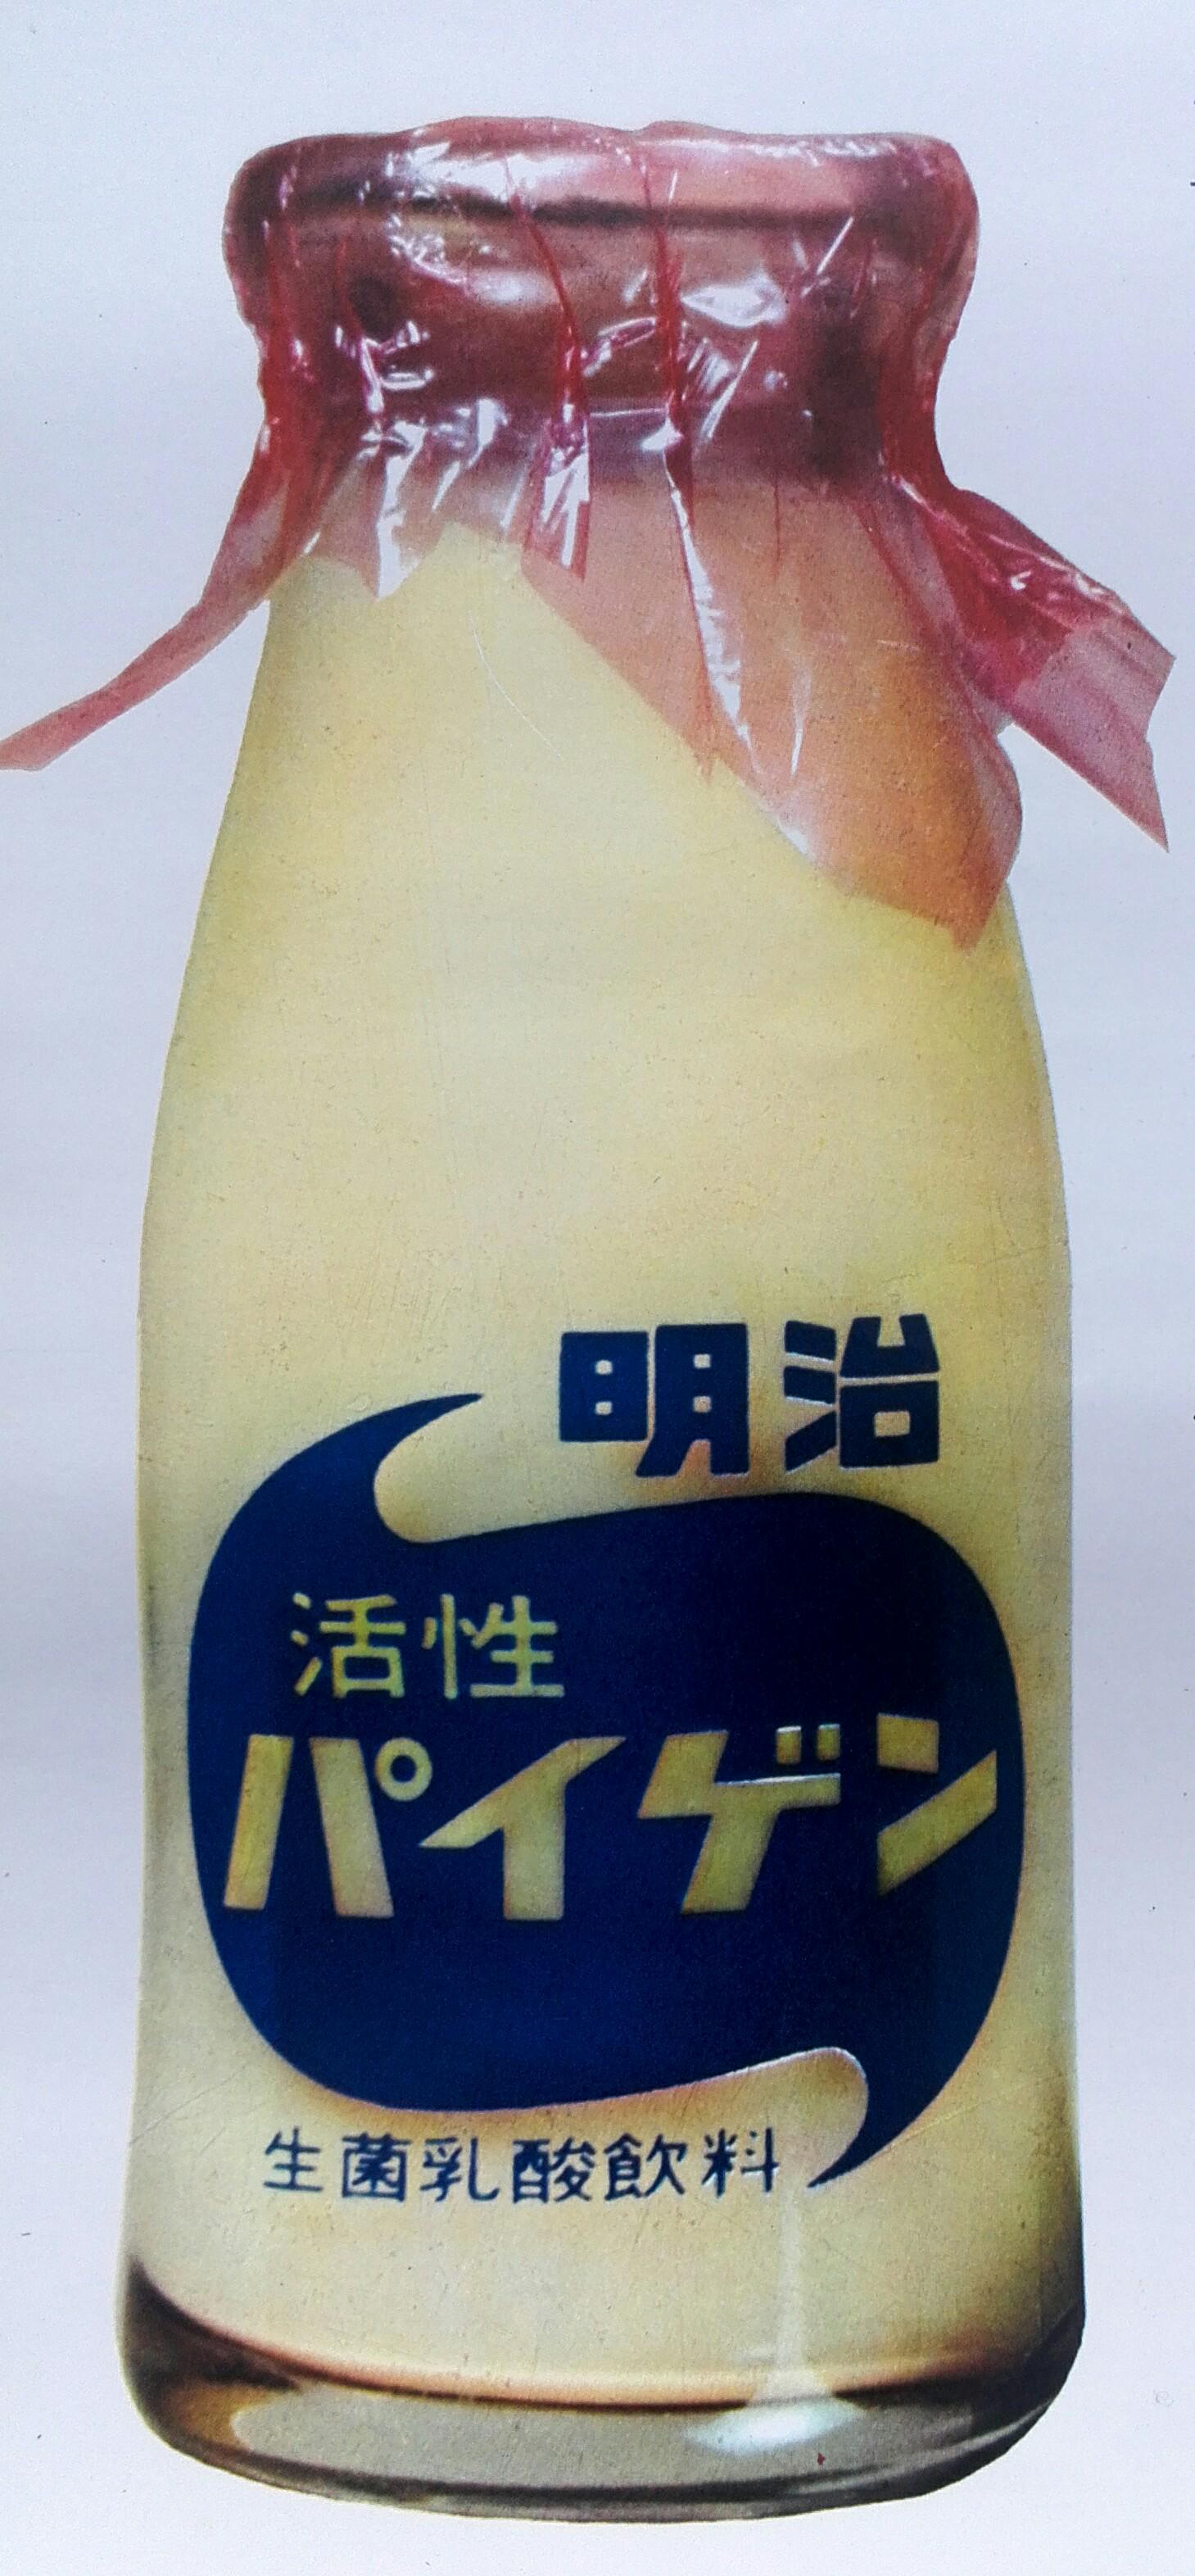 明治
活性
パイゲン
生菌乳酸飲料